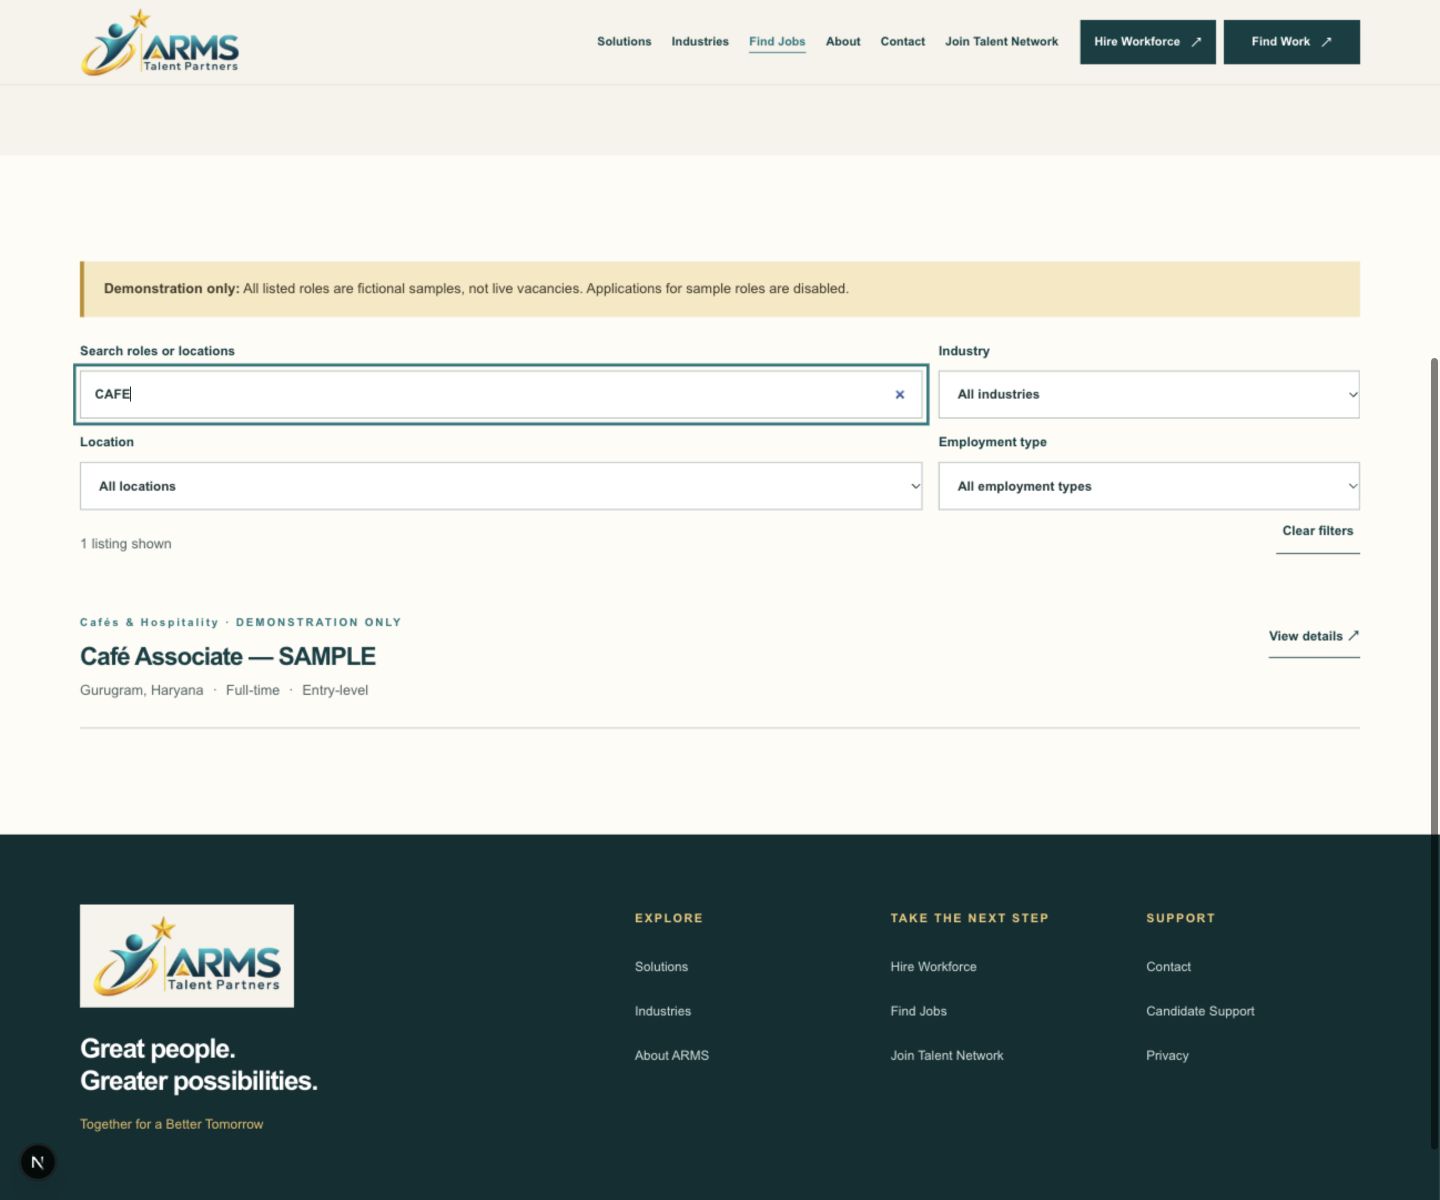 ARMS
Talent Partners
Solutions
Industries
Find Jobs
About
Contact
Join Talent Network
Hire Workforce ↗
Find Work ↗
Demonstration only: All listed roles are fictional samples, not live vacancies. Applications for sample roles are disabled.
Search roles or locations
CAFE
Industry
All industries
Location
All locations
Employment type
All employment types
1 listing shown
Clear filters
Cafés & Hospitality · DEMONSTRATION ONLY
Café Associate — SAMPLE
Gurugram, Haryana · Full-time · Entry-level
View details ↗
ARMS
Talent Partners
Great people.
Greater possibilities.
Together for a Better Tomorrow
EXPLORE
Solutions
Industries
About ARMS
TAKE THE NEXT STEP
Hire Workforce
Find Jobs
Join Talent Network
SUPPORT
Contact
Candidate Support
Privacy
N